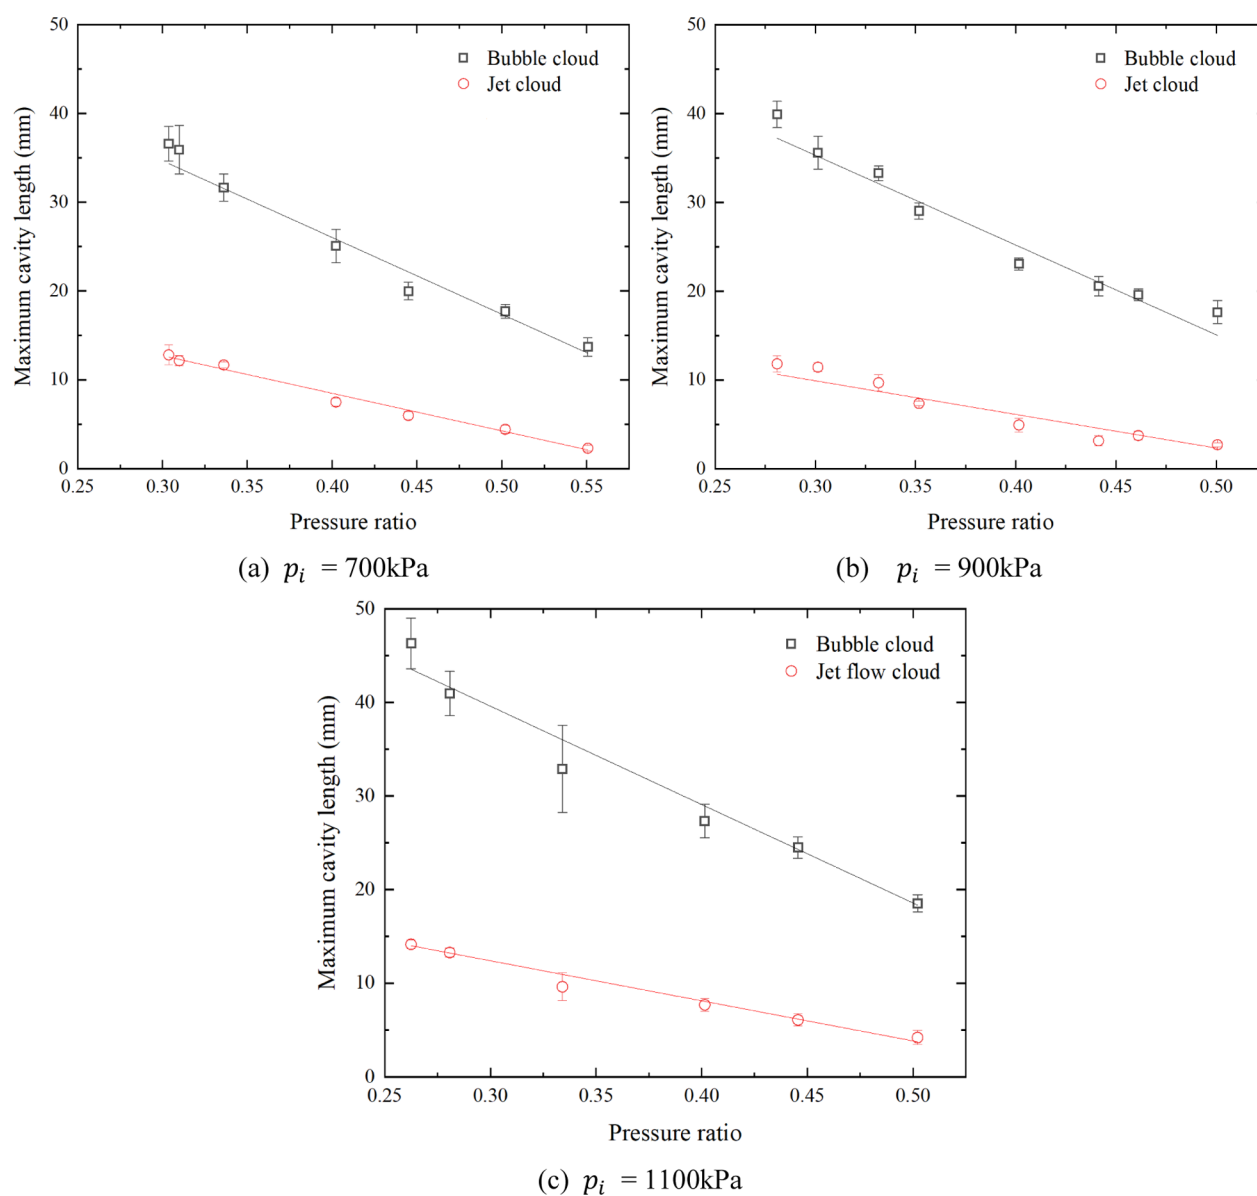 50
40
30
20
10
0
Maximum cavity length (mm)
Bubble cloud
Jet cloud
0.25 0.30 0.35 0.40 0.45 0.50 0.55
Pressure ratio
(a) pᵢ = 700kPa
50
40
30
20
10
0
Maximum cavity length (mm)
Bubble cloud
Jet cloud
0.25 0.30 0.35 0.40 0.45 0.50
Pressure ratio
(b) pᵢ = 900kPa
50
40
30
20
10
0
Maximum cavity length (mm)
Bubble cloud
Jet flow cloud
0.25 0.30 0.35 0.40 0.45 0.50
Pressure ratio
(c) pᵢ = 1100kPa